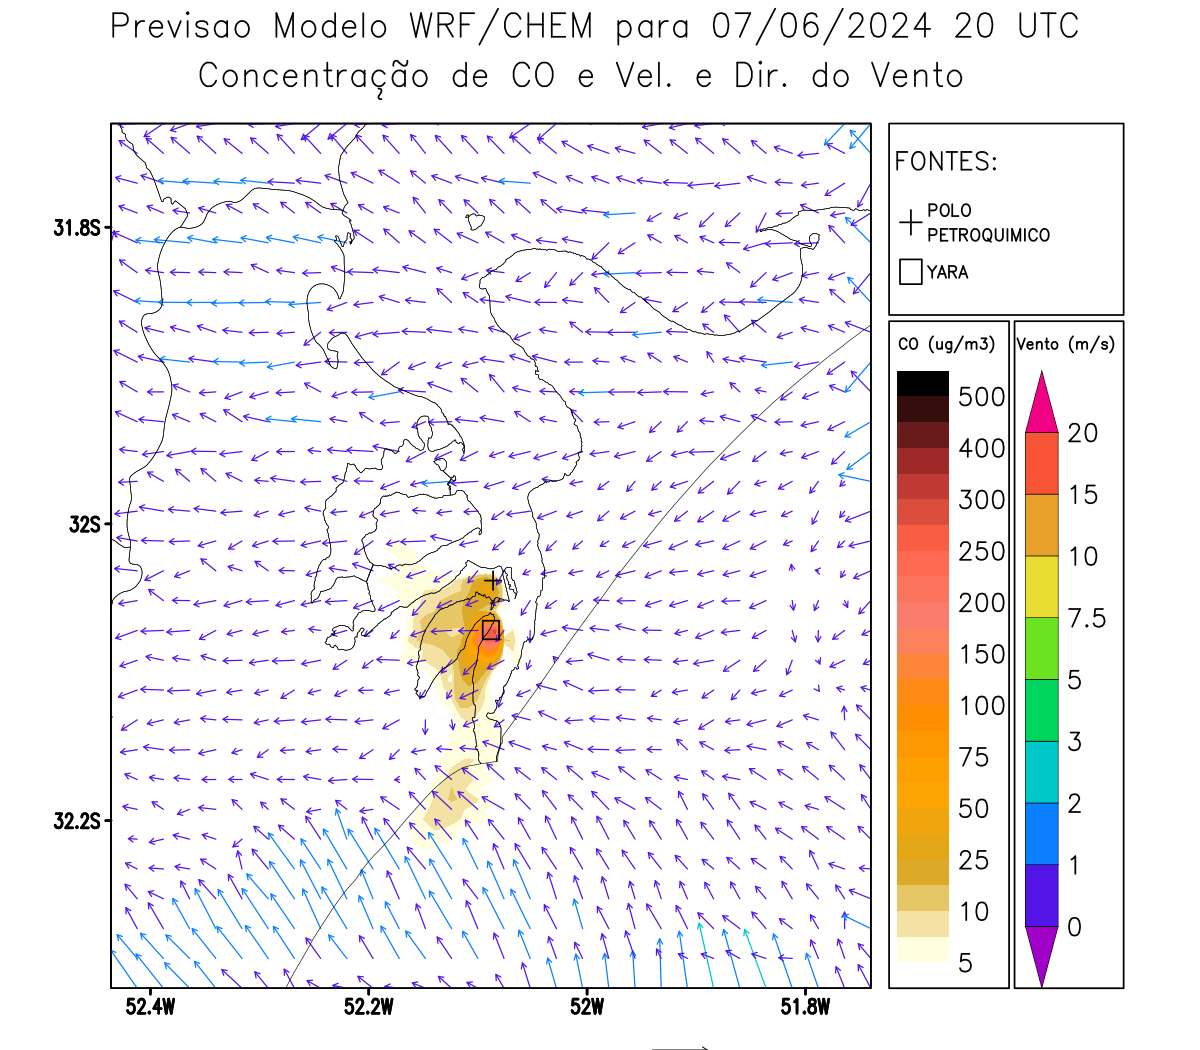 Previsao Modelo WRF/CHEM para 07/06/2024 20 UTC
Concentração de CO e Vel. e Dir. do Vento
FONTES:
POLO
PETROQUIMICO
YARA
CO (ug/m3)
500
400
300
250
200
150
100
75
50
25
10
5
Vento (m/s)
20
15
10
7.5
5
3
2
1
0
31.8S
32S
32.2S
52.4W
52.2W
52W
51.8W